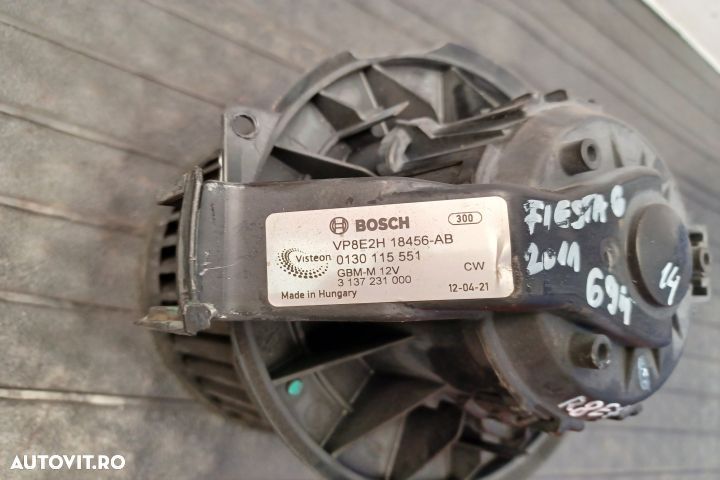 BOSCH
300
VP8E2H 18456-AB
Visteon
0130 115 551
GBM-M 12V
CW
3 137 231 000
Made in Hungary
12-04-21
FIESTA 6
2011
694
14
AUTOVIT.RO